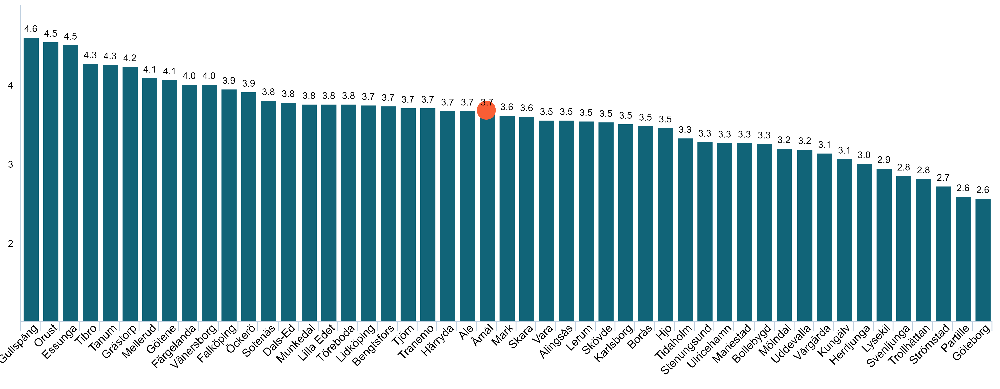 4.6 4.5 4.5 4.3 4.3 4.2 4.1 4.1 4.0 4.0 3.9 3.9 3.8 3.8 3.8 3.8 3.8 3.7 3.7 3.7 3.7 3.7 3.7 3.7 3.6 3.6 3.5 3.5 3.5 3.5 3.5 3.5 3.5 3.3 3.3 3.3 3.3 3.3 3.2 3.2 3.1 3.1 3.0 2.9 2.8 2.8 2.7 2.6 2.6
4
3
2
Gullspång
Orust
Essunga
Tibro
Tanum
Grästorp
Mellerud
Götene
Färgelanda
Vänersborg
Falköping
Öckerö
Sotenäs
Dals-Ed
Munkedal
Lilla Edet
Töreboda
Lidköping
Bengtsfors
Tjörn
Tranemo
Härryda
Ale
Åmål
Mark
Skara
Vara
Alingsås
Lerum
Skövde
Karlsborg
Borås
Hjo
Tidaholm
Stenungsund
Ulricehamn
Mariestad
Bollebygd
Mölndal
Uddevalla
Vårgårda
Kungälv
Herrljunga
Lysekil
Svenljunga
Trollhättan
Strömstad
Partille
Göteborg